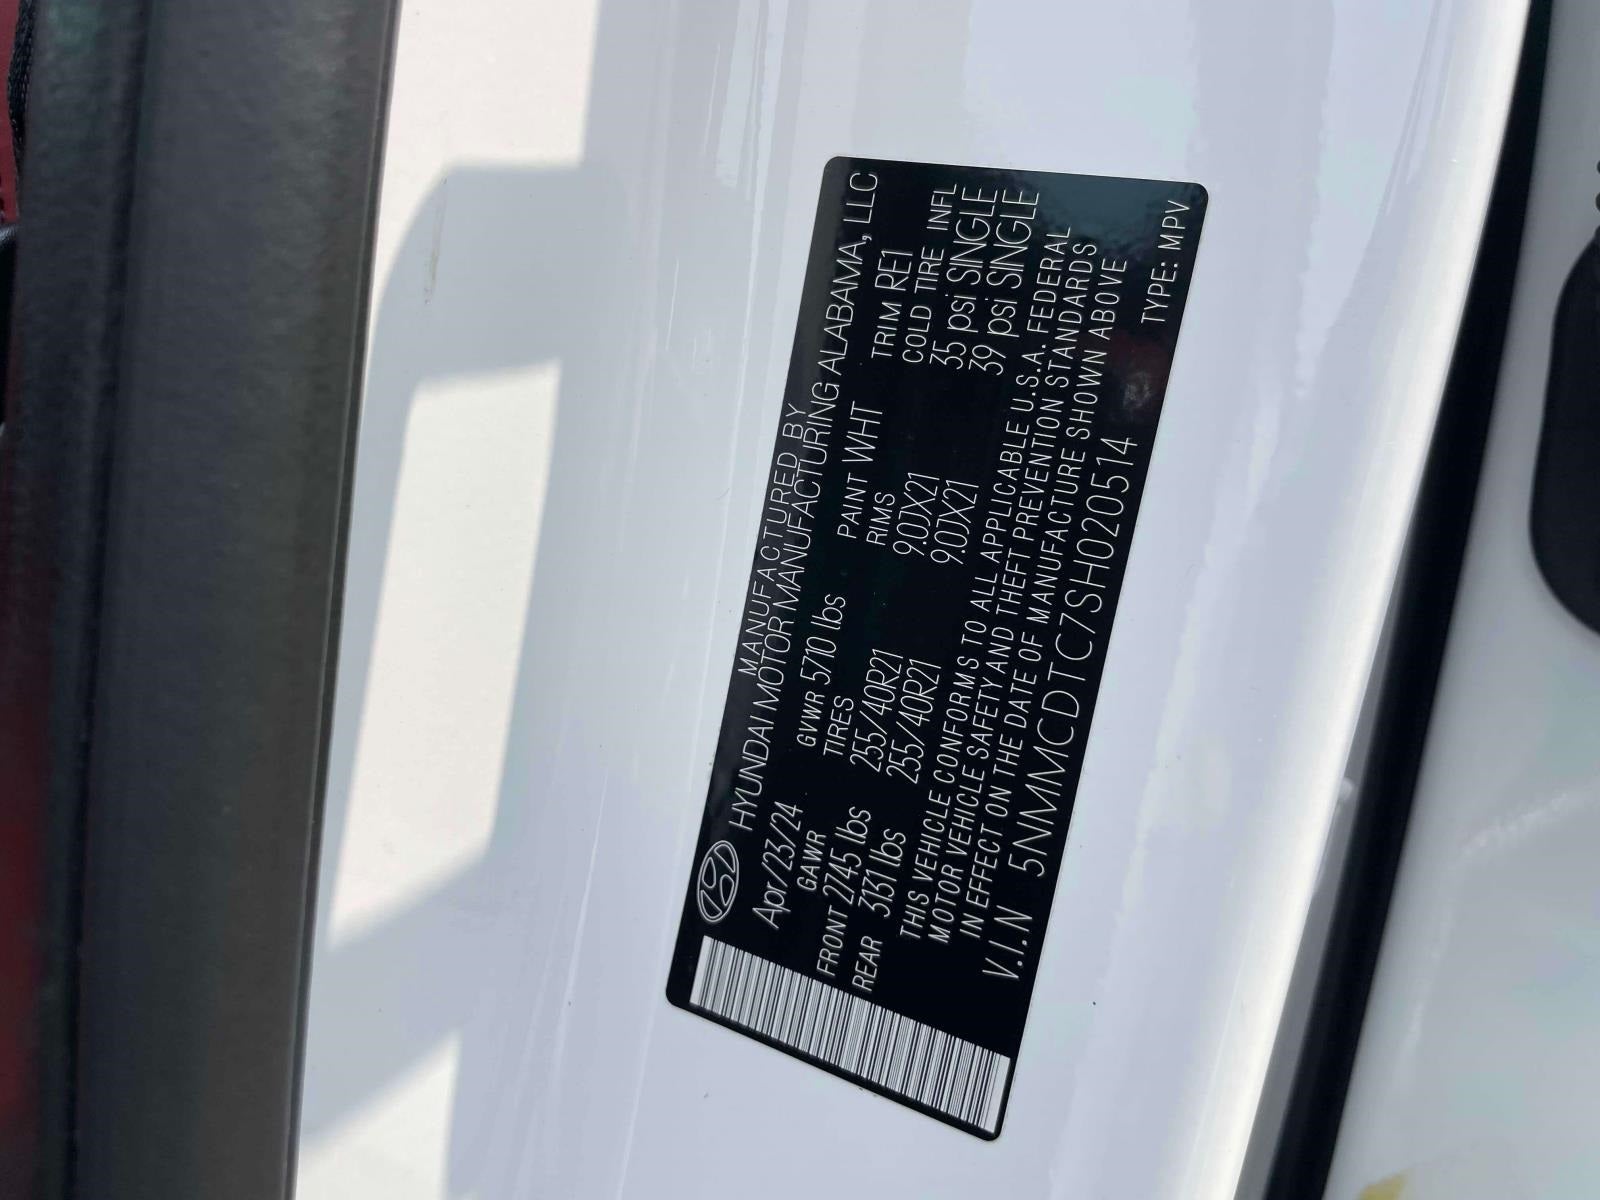 MANUFACTURED BY
HYUNDAI MOTOR MANUFACTURING ALABAMA, LLC
Apr/23/24 GVWR 5710 lbs PAINT WHT TRIM RE1
GAWR TIRES RIMS COLD TIRE INFL
FRONT 2745 lbs 255/40R21 9.0JX21 35 psi SINGLE
REAR 3131 lbs 255/40R21 9.0JX21 39 psi SINGLE
THIS VEHICLE CONFORMS TO ALL APPLICABLE U.S.A. FEDERAL
MOTOR VEHICLE SAFETY AND THEFT PREVENTION STANDARDS
IN EFFECT ON THE DATE OF MANUFACTURE SHOWN ABOVE
V.I.N 5NMMCDTC7SH020514 TYPE: MPV